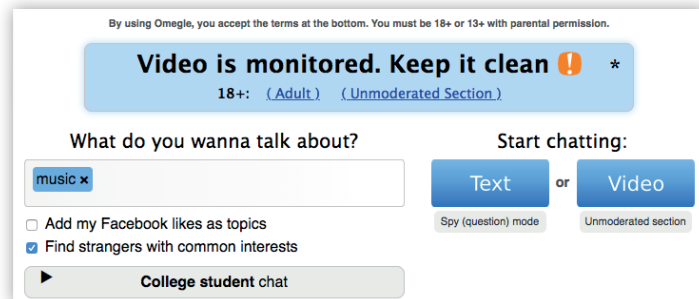 By using Omegle, you accept the terms at the bottom. You must be 18+ or 13+ with parental permission.
Video is monitored. Keep it clean ! *
18+: (Adult) (Unmoderated Section)
What do you wanna talk about?
music ×
Add my Facebook likes as topics
Find strangers with common interests
College student chat
Start chatting:
Text or Video
Spy (question) mode Unmoderated section